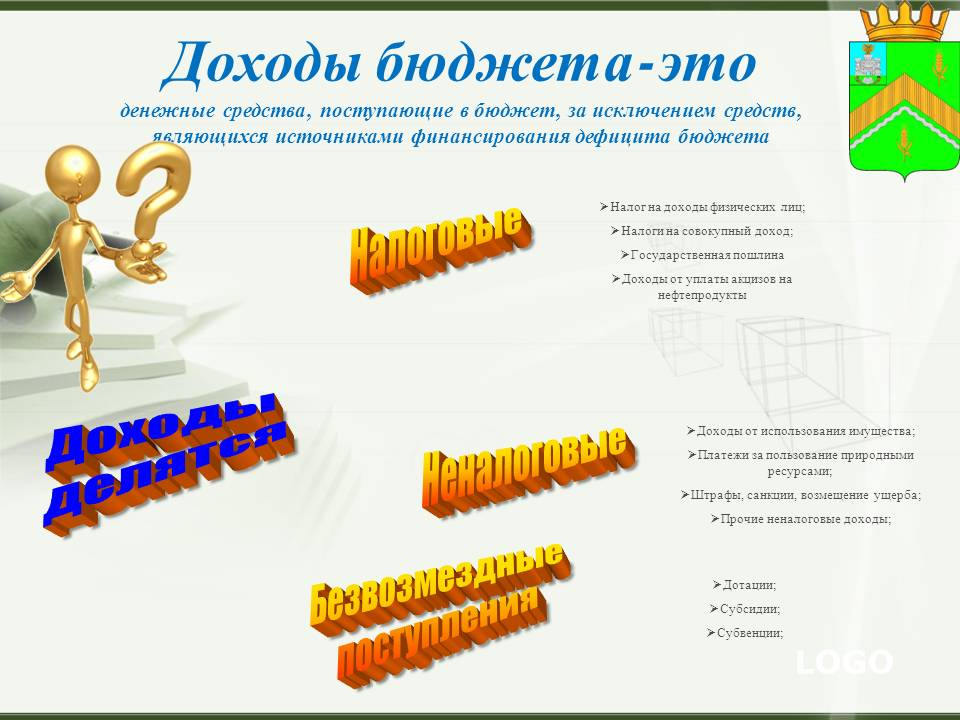 Доходы бюджета-это
денежные средства, поступающие в бюджет, за исключением средств,
являющихся источниками финансирования дефицита бюджета
Налоговые
➢Налог на доходы физических лиц;
➢Налоги на совокупный доход;
➢Государственная пошлина
➢Доходы от уплаты акцизов на
нефтепродукты
Доходы
делятся
Неналоговые
➢Доходы от использования имущества;
➢Платежи за пользование природными
ресурсами;
➢Штрафы, санкции, возмещение ущерба;
➢Прочие неналоговые доходы;
Безвозмездные
поступления
➢Дотации;
➢Субсидии;
➢Субвенции;
LOGO